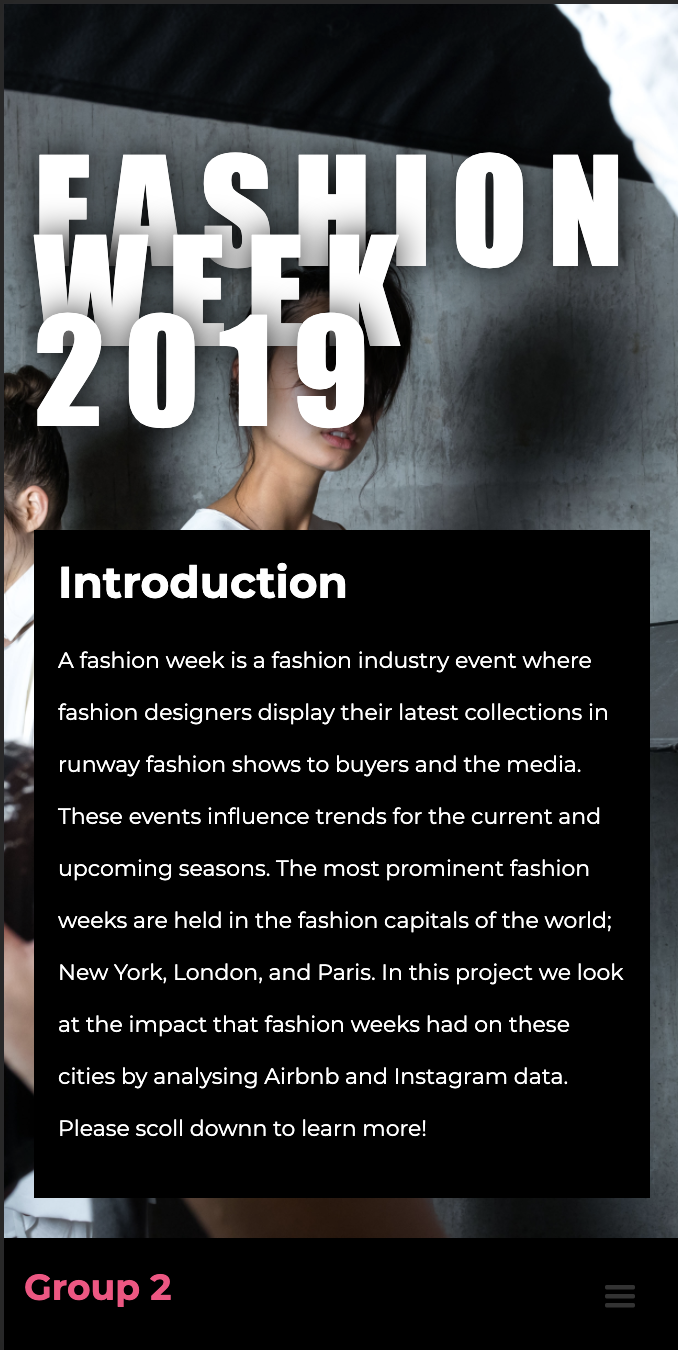 FASHION
WEEK
2019
Introduction
A fashion week is a fashion industry event where
fashion designers display their latest collections in
runway fashion shows to buyers and the media.
These events influence trends for the current and
upcoming seasons. The most prominent fashion
weeks are held in the fashion capitals of the world;
New York, London, and Paris. In this project we look
at the impact that fashion weeks had on these
cities by analysing Airbnb and Instagram data.
Please scoll downn to learn more!
Group 2